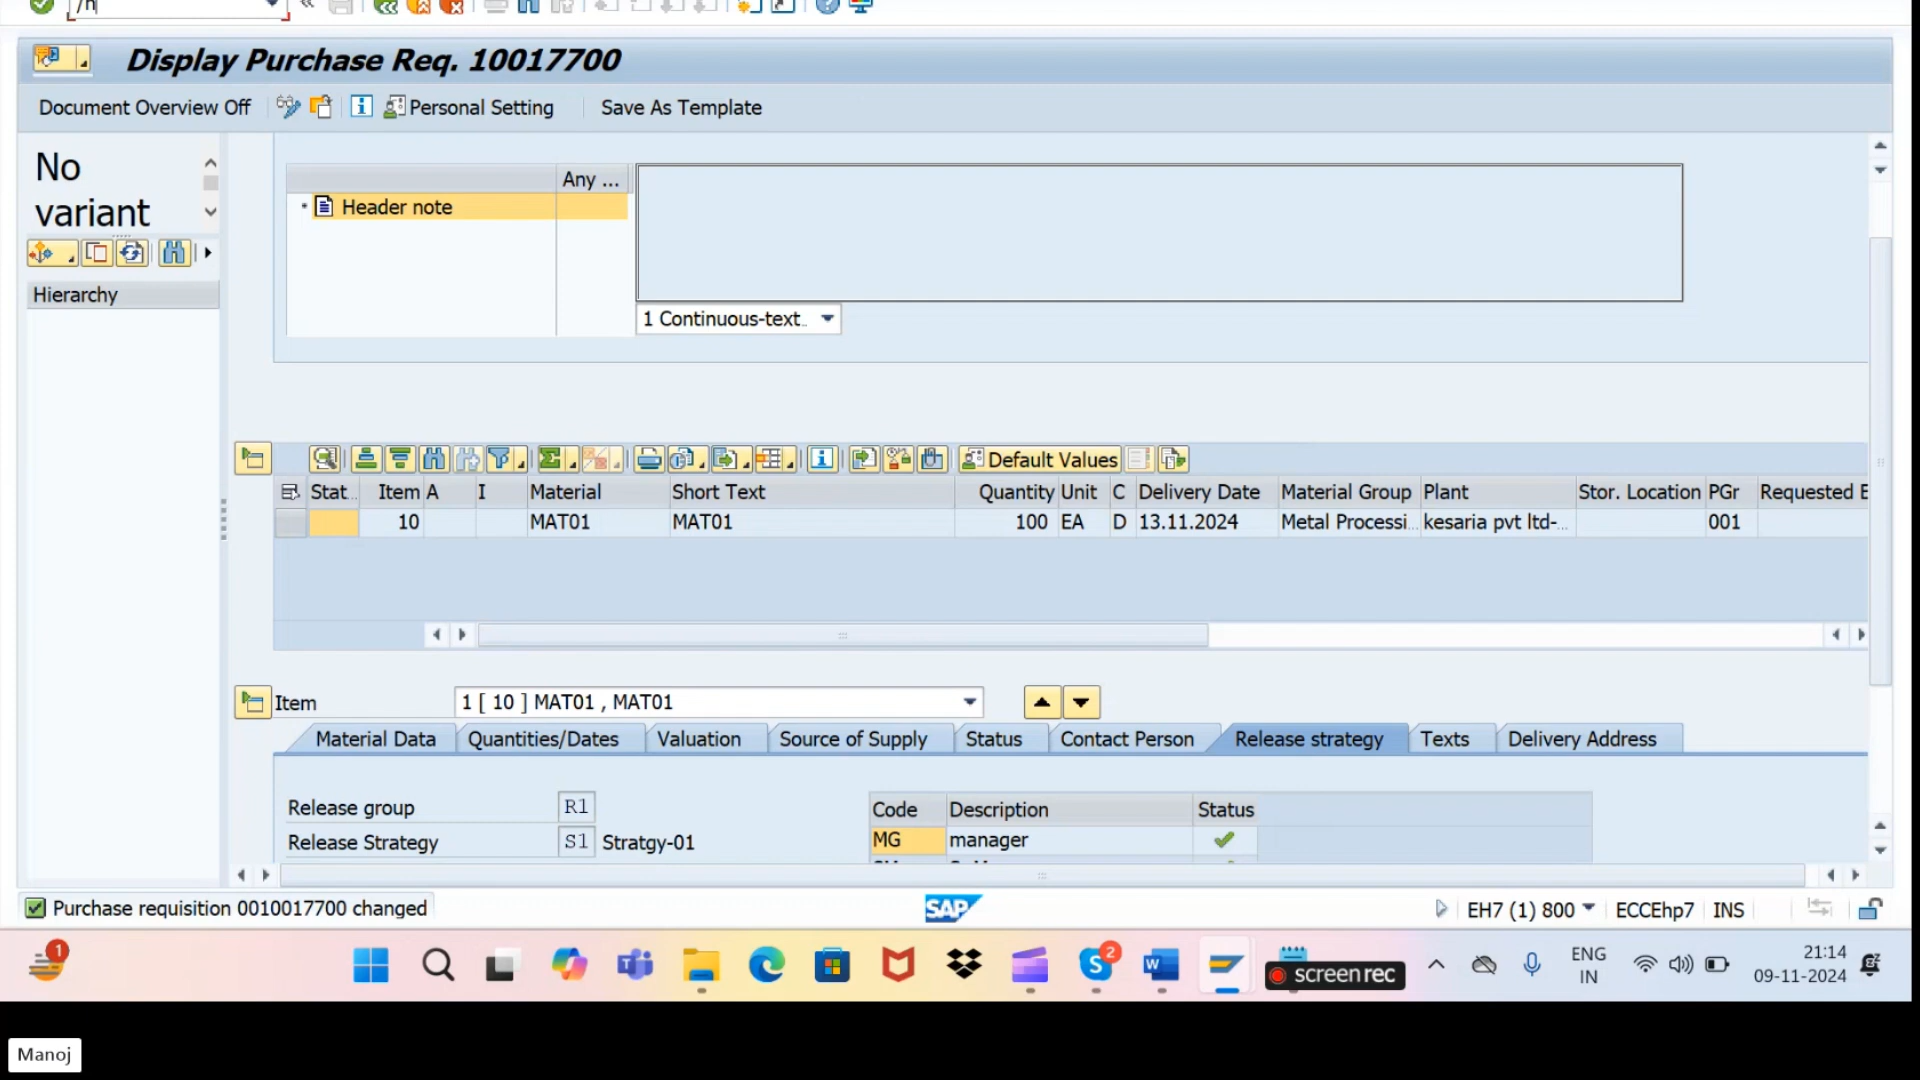 /n
Display Purchase Req. 10017700
Document Overview Off
Personal Setting
Save As Template
No
variant
Any ...
Header note
1 Continuous-text..
Hierarchy
Default Values
Stat... Item A I Material Short Text Quantity Unit C Delivery Date Material Group Plant Stor. Location PGr Requested B
10 MAT01 MAT01 100 EA D 13.11.2024 Metal Processi... kesaria pvt ltd-... 001
Item 1 [ 10 ] MAT01 , MAT01
Material Data Quantities/Dates Valuation Source of Supply Status Contact Person Release strategy Texts Delivery Address
Release group R1
Release Strategy S1 Stratgy-01
Code Description Status
MG manager
Purchase requisition 0010017700 changed
SAP
EH7 (1) 800 ECCEhp7 INS
1
2
screenrec
ENG
IN
21:14
09-11-2024
Manoj